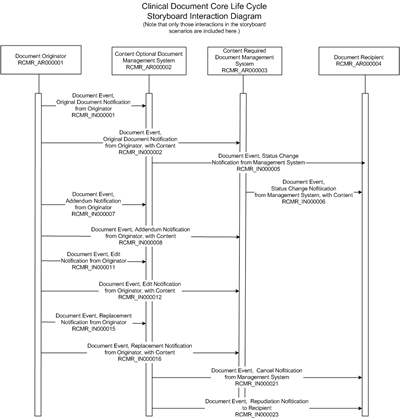 Clinical Document Core Life Cycle
Storyboard Interaction Diagram
(Note that only those interactions in the storyboard
scenarios are included here.)
Document Originator
RCMR_AR000001
Content Optional Document
Management System
RCMR_AR000002
Content Required
Document Management
System
RCMR_AR000003
Document Recipient
RCMR_AR000004
Document Event,
Original Document Notification
from Originator
RCMR_IN000001
Document Event,
Original Document Notification
from Originator, with Content
RCMR_IN000002
Document Event, Status Change
Notification from Management System
RCMR_IN000005
Document Event,
Status Change Nofitication
from Management System, with Content
RCMR_IN000006
Document Event,
Addendum Notification
from Originator
RCMR_IN000007
Document Event, Addendum Notification
from Originator, with Content
RCMR_IN000008
Document Event, Edit
Notification from Originator
RCMR_IN000011
Document Event, Edit Notification
from Originator, with Content
RCMR_IN000012
Document Event, Replacement
Notification from Originator
RCMR_IN000015
Document Event, Replacement Notification
from Originator, with Content
RCMR_IN000016
Document Event, Cancel Nofitication
from Management System
RCMR_IN000021
Document Event, Repudiation Nofitication
to Recipient
RCMR_IN000023